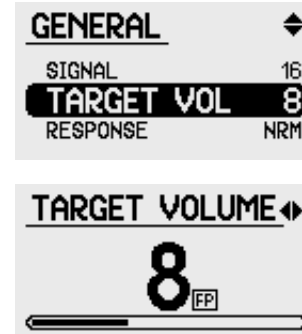 GENERAL
SIGNAL 16
TARGET VOL 8
RESPONSE NRM
TARGET VOLUME
8 FP